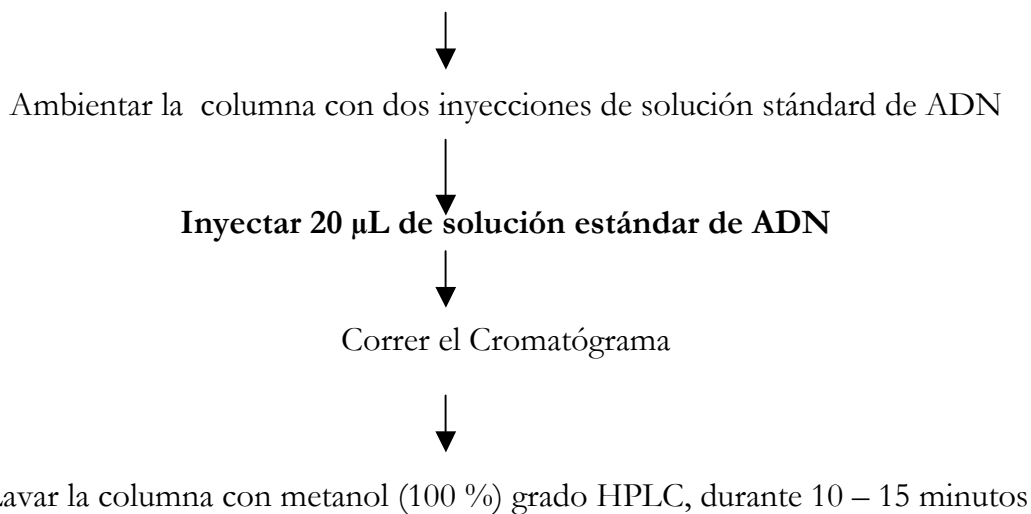 Ambientar la columna con dos inyecciones de solución stándard de ADN
Inyectar 20 µL de solución estándar de ADN
Correr el Cromatógrama
avar la columna con metanol (100 %) grado HPLC, durante 10 – 15 minutos